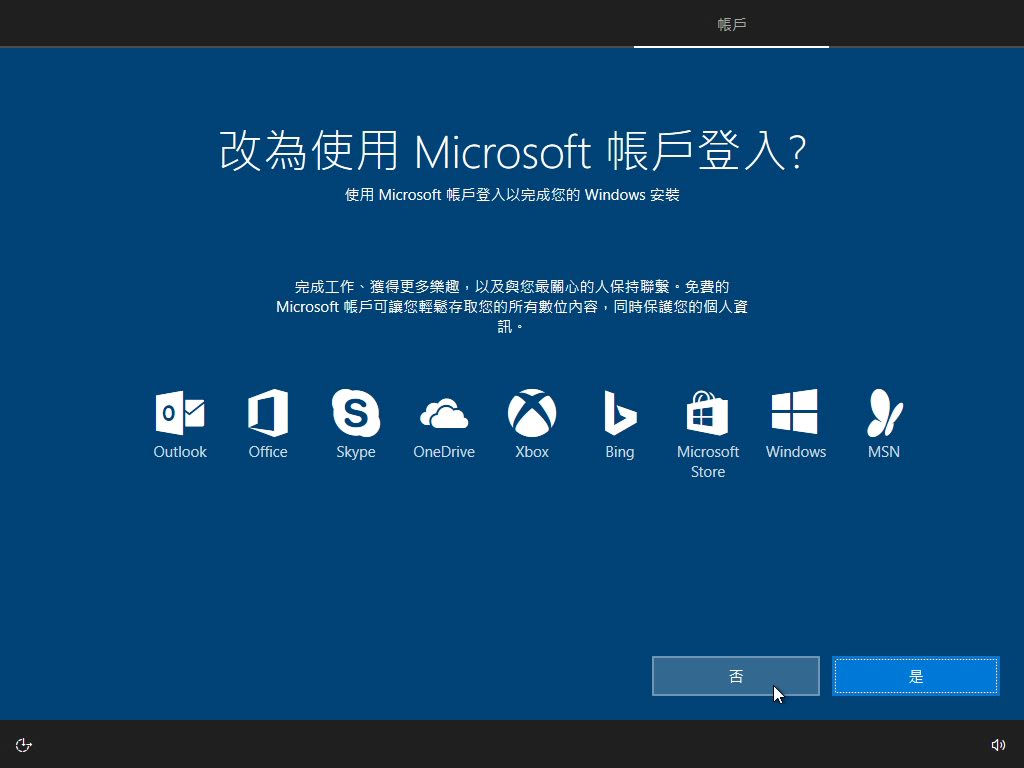 帳戶
改為使用 Microsoft 帳戶登入?
使用 Microsoft 帳戶登入以完成您的 Windows 安裝
完成工作、獲得更多樂趣，以及與您最關心的人保持聯繫。免費的
Microsoft 帳戶可讓您輕鬆存取您的所有數位內容，同時保護您的個人資
訊。
Outlook
Office
Skype
OneDrive
Xbox
Bing
Microsoft
Store
Windows
MSN
否
是